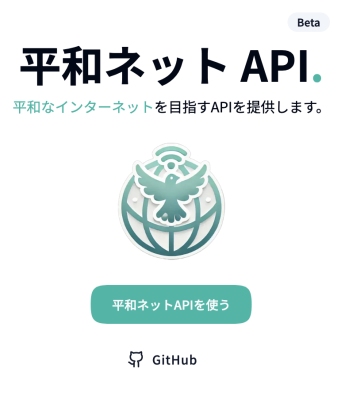 Beta
平和ネット API.
平和なインターネットを目指すAPIを提供します。
平和ネットAPIを使う
GitHub